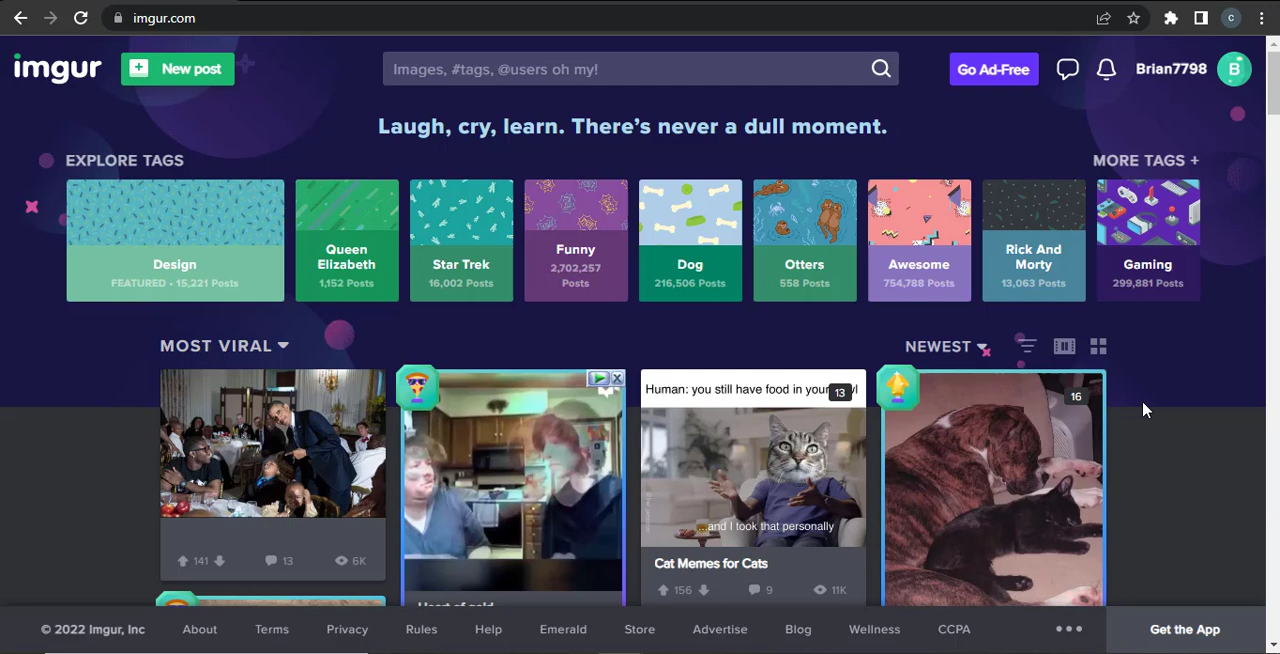 imgur.com
C
imgur
New post
Images, #tags, @users oh my!
Go Ad-Free
Brian7798
B
Laugh, cry, learn. There's never a dull moment.
EXPLORE TAGS
MORE TAGS +
Design
FEATURED • 15,221 Posts
Queen
Elizabeth
1,152 Posts
Star Trek
16,002 Posts
Funny
2,702,257
Posts
Dog
216,506 Posts
Otters
558 Posts
Awesome
754,788 Posts
Rick And
Morty
13,063 Posts
Gaming
299,881 Posts
MOST VIRAL
NEWEST
141
13
6K
Heart of gold
Human: you still have food in your
13
...and I took that personally
Cat Memes for Cats
156
9
11K
16
© 2022 Imgur, Inc
About
Terms
Privacy
Rules
Help
Emerald
Store
Advertise
Blog
Wellness
CCPA
Get the App